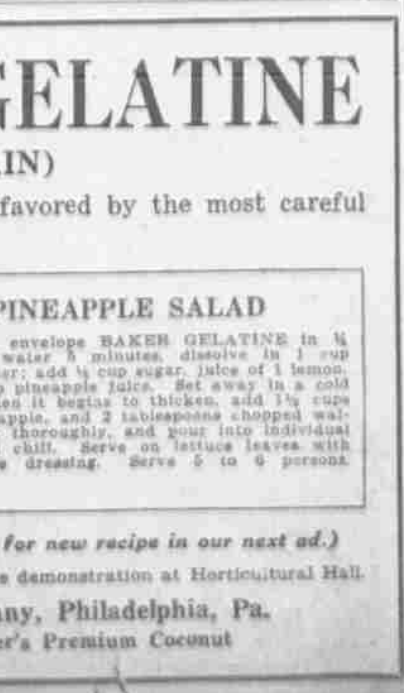 GELATINE
IN)
favored by the most careful
PINEAPPLE SALAD
envelope BAKER GELATINE in ¼
water 5 minutes, dissolve in 1 cup
er; add ¼ cup sugar, juice of 1 lemon,
pineapple juice. Set away in a cold
en it begins to thicken, add 1½ cups
apple, and 2 tablespoons chopped wal-
thoroughly, and pour into individual
chill. Serve on lettuce leaves with
dressing. Serve 5 to 6 persons.
for new recipe in our next ad.)
demonstration at Horticultural Hall.
ny, Philadelphia, Pa.
er's Premium Coconut